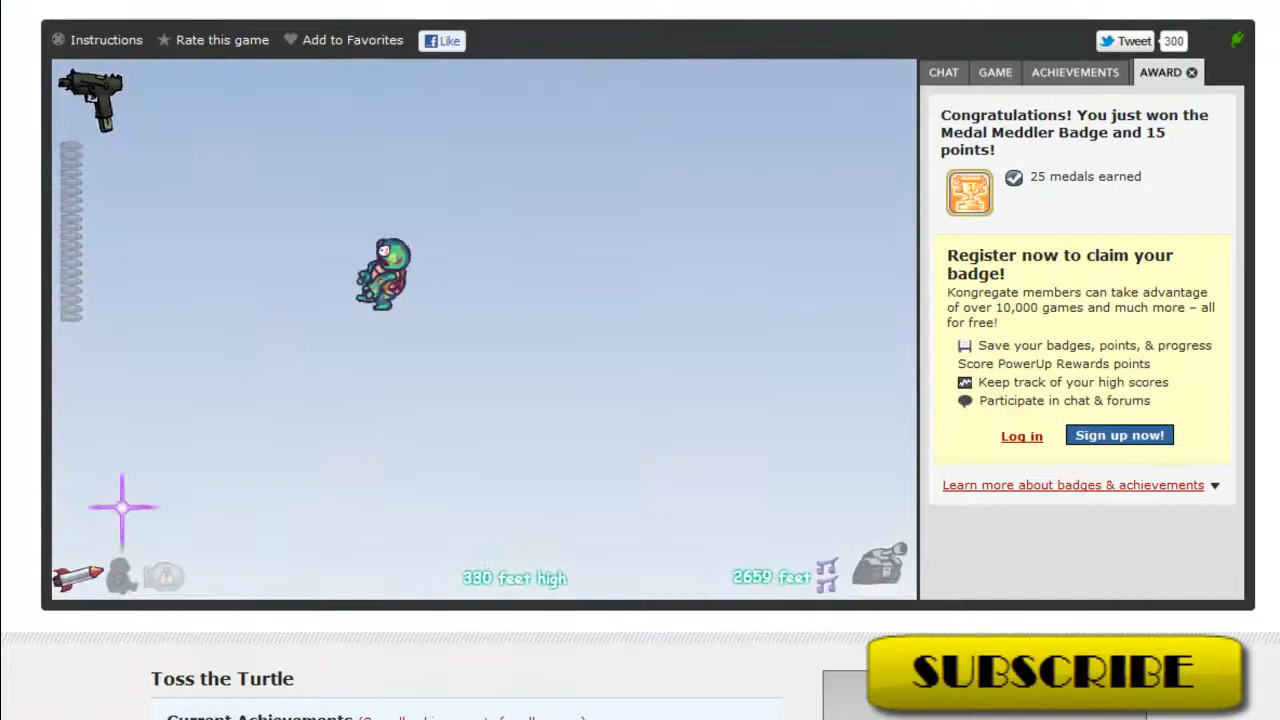 Instructions Rate this game Add to Favorites Like Tweet 300
CHAT GAME ACHIEVEMENTS AWARD
Congratulations! You just won the
Medal Meddler Badge and 15
points!
25 medals earned
Register now to claim your
badge!
Kongregate members can take advantage
of over 10,000 games and much more – all
for free!
Save your badges, points, & progress
Score PowerUp Rewards points
Keep track of your high scores
Participate in chat & forums
Log in Sign up now!
Learn more about badges & achievements
330 feet high 2659 feet
Toss the Turtle
SUBSCRIBE
Current Achievements